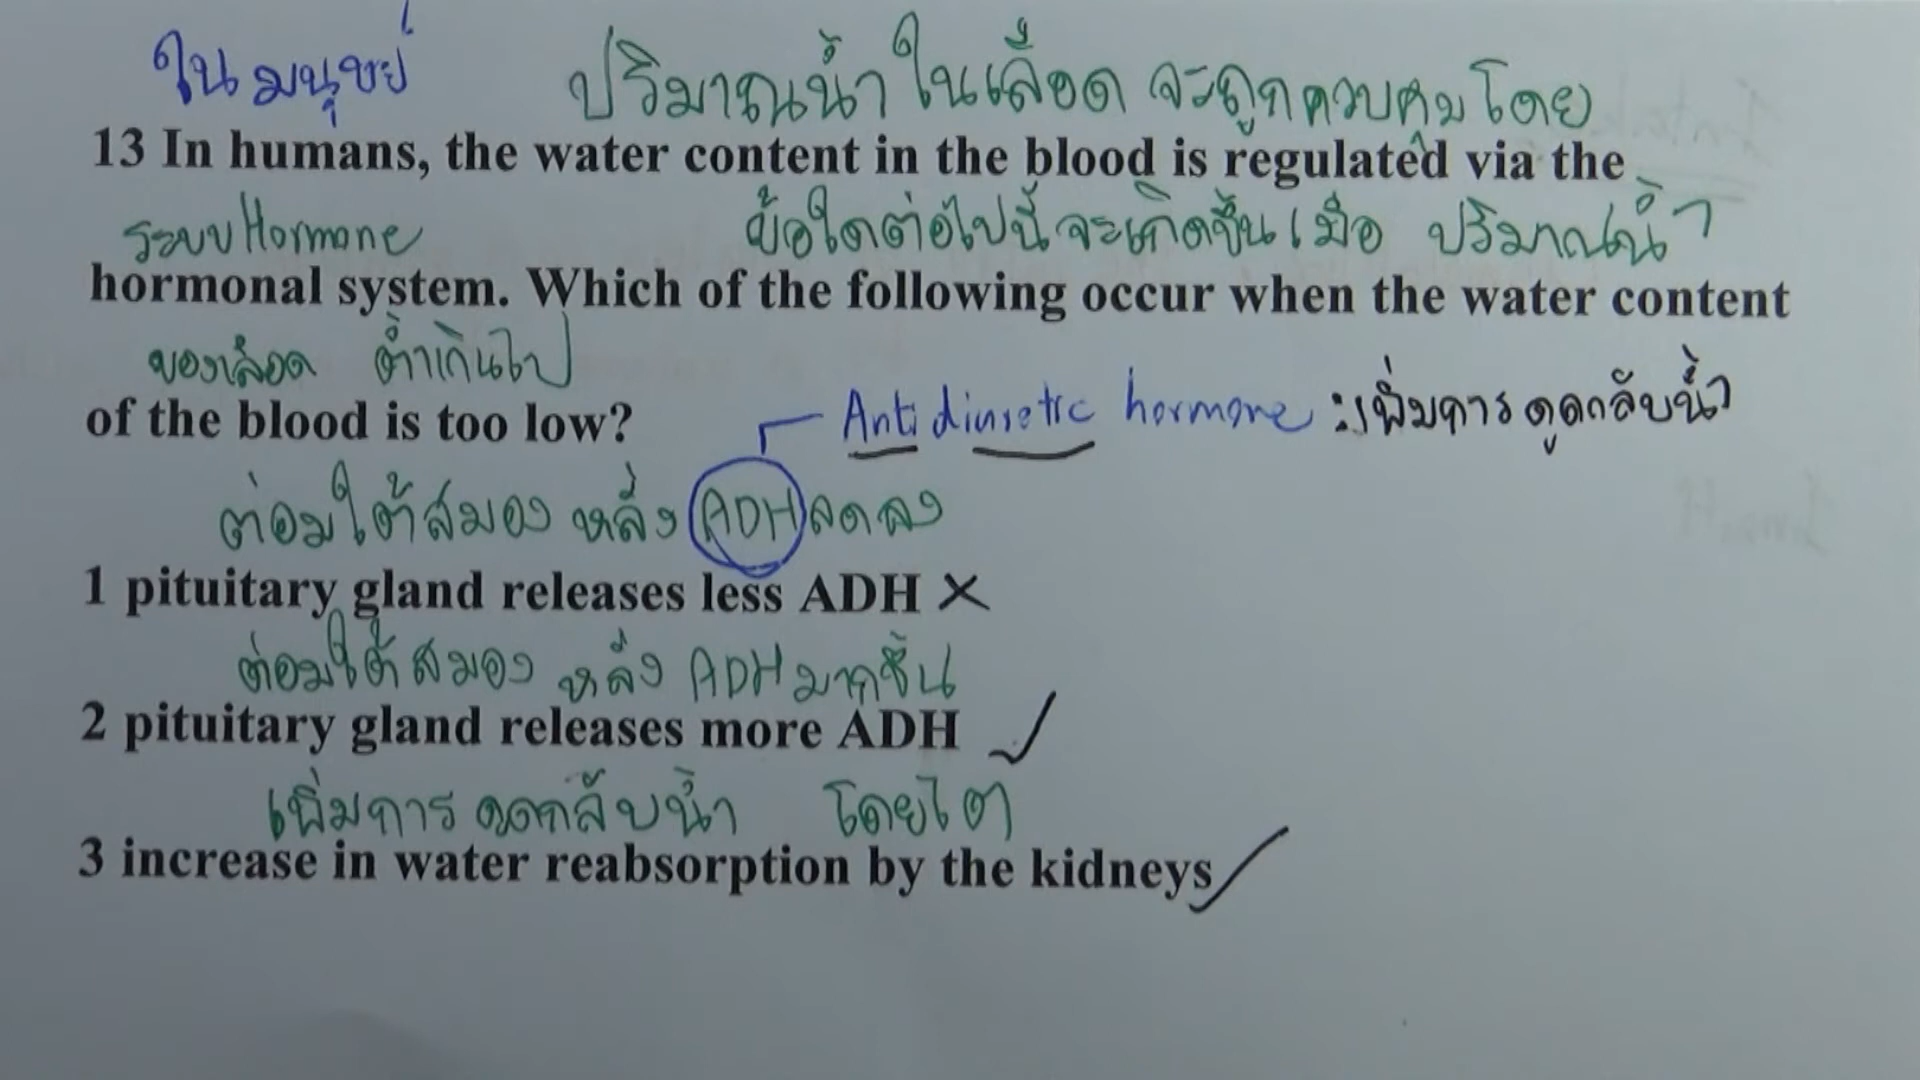 ในมนุษย์ ปริมาณน้ำในเลือด จะถูกควบคุมโดย
13 In humans, the water content in the blood is regulated via the
ระบบ Hormone ข้อใดต่อไปนี้จะเกิดขึ้นเมื่อ ปริมาณน้ำ
hormonal system. Which of the following occur when the water content
ของเลือด ต่ำเกินไป
of the blood is too low? Antidiuretic hormone : เพิ่มการดูดกลับน้ำ
ต่อมใต้สมอง หลั่ง ADH ลดลง
1 pituitary gland releases less ADH ×
ต่อมใต้สมอง หลั่ง ADH มากขึ้น
2 pituitary gland releases more ADH ✓
เพิ่มการ ดูดกลับน้ำ โดยไต
3 increase in water reabsorption by the kidneys ✓